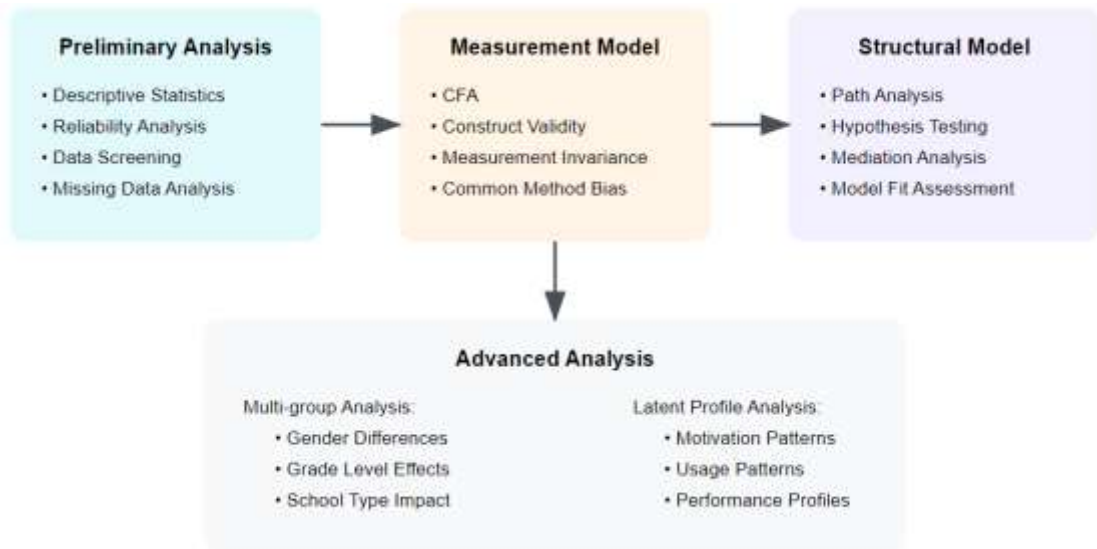 Preliminary Analysis
• Descriptive Statistics
• Reliability Analysis
• Data Screening
• Missing Data Analysis
Measurement Model
• CFA
• Construct Validity
• Measurement Invariance
• Common Method Bias
Structural Model
• Path Analysis
• Hypothesis Testing
• Mediation Analysis
• Model Fit Assessment
Advanced Analysis
Multi-group Analysis:
• Gender Differences
• Grade Level Effects
• School Type Impact
Latent Profile Analysis:
• Motivation Patterns
• Usage Patterns
• Performance Profiles